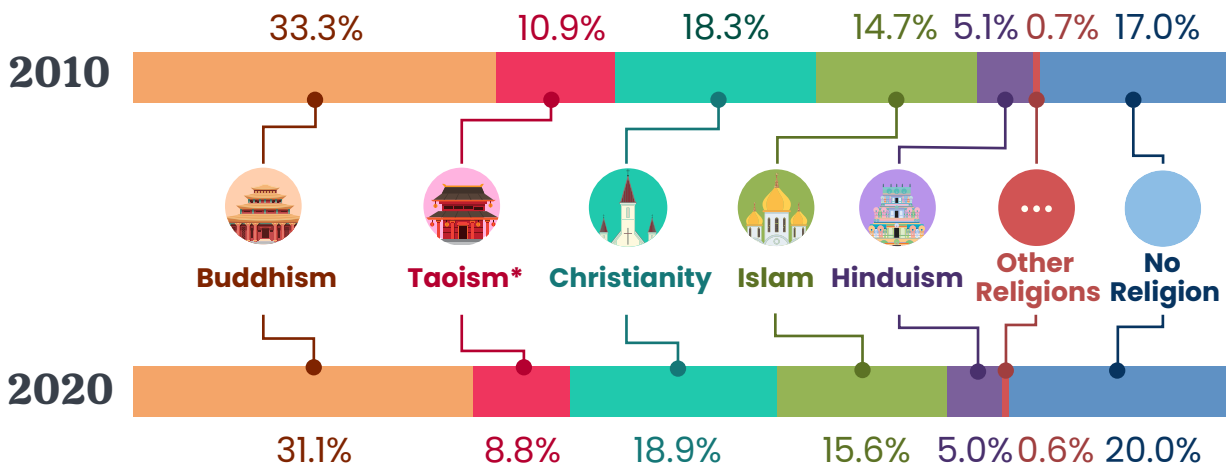 33.3% 10.9% 18.3% 14.7% 5.1% 0.7% 17.0%
2010
Buddhism Taoism* Christianity Islam Hinduism Other Religions No Religion
2020
31.1% 8.8% 18.9% 15.6% 5.0% 0.6% 20.0%